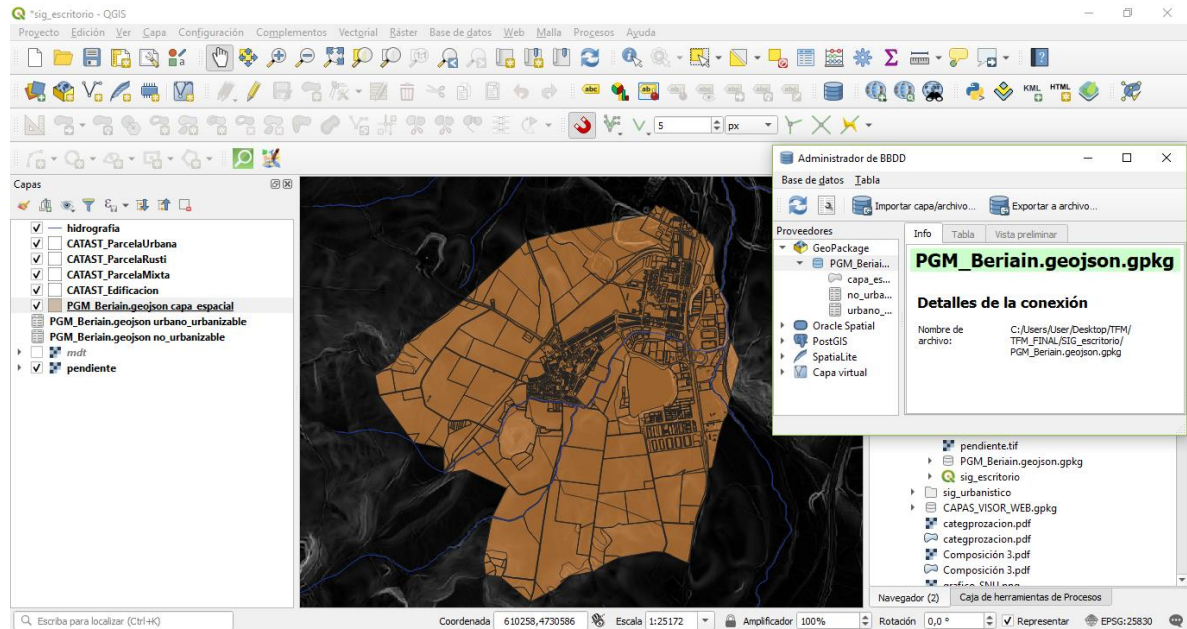 *sig_escritorio - QGIS
Proyecto Edición Ver Capa Configuración Complementos Vectorial Ráster Base de datos Web Malla Procesos Ayuda
abc abc KML HTML
5 px
Capas
hidrografia
CATAST_ParcelaUrbana
CATAST_ParcelaRusti
CATAST_ParcelaMixta
CATAST_Edificacion
PGM_Beriain.geojson capa_espacial
PGM_Beriain.geojson urbano_urbanizable
PGM_Beriain.geojson no_urbanizable
mdt
pendiente
Administrador de BBDD
Base de datos Tabla
Importar capa/archivo... Exportar a archivo...
Proveedores
GeoPackage
PGM_Beriai...
capa_es...
no_urba...
urbano_...
Oracle Spatial
PostGIS
SpatiaLite
Capa virtual
Info Tabla Vista preliminar
PGM_Beriain.geojson.gpkg
Detalles de la conexión
Nombre de archivo: C:/Users/User/Desktop/TFM/
TFM_FINAL/SIG_escritorio/
PGM_Beriain.geojson.gpkg
pendiente.tif
PGM_Beriain.geojson.gpkg
sig_escritorio
sig_urbanistico
CAPAS_VISOR_WEB.gpkg
categprozacion.pdf
categprozacion.pdf
Composición 3.pdf
Composición 3.pdf
grafico_SNU.png
Navegador (2) Caja de herramientas de Procesos
Escriba para localizar (Ctrl+K) Coordenada 610258,4730586 Escala 1:25172 Amplificador 100% Rotación 0,0 ° Representar EPSG:25830